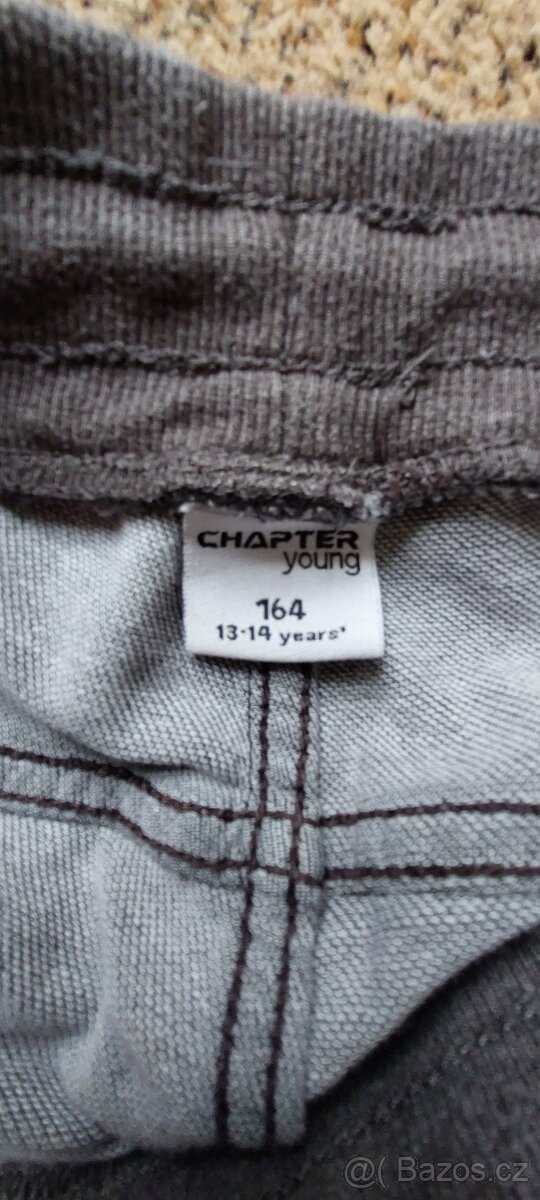 CHAPTER
young
164
13-14 years'
@( Bazos.cz